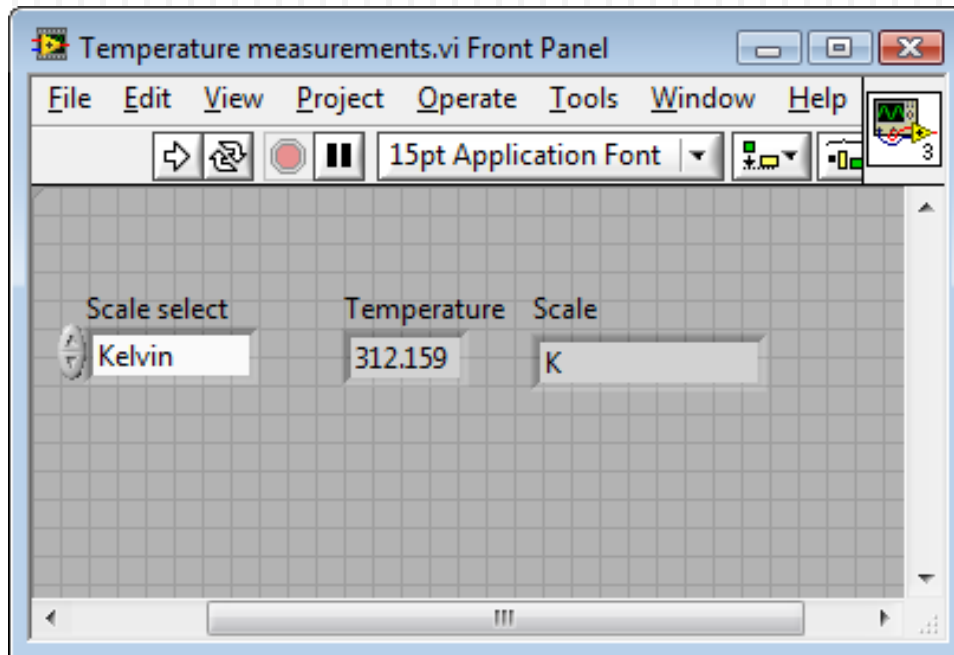 Temperature measurements.vi Front Panel
File Edit View Project Operate Tools Window Help
15pt Application Font
3
Scale select Temperature Scale
Kelvin 312.159 K